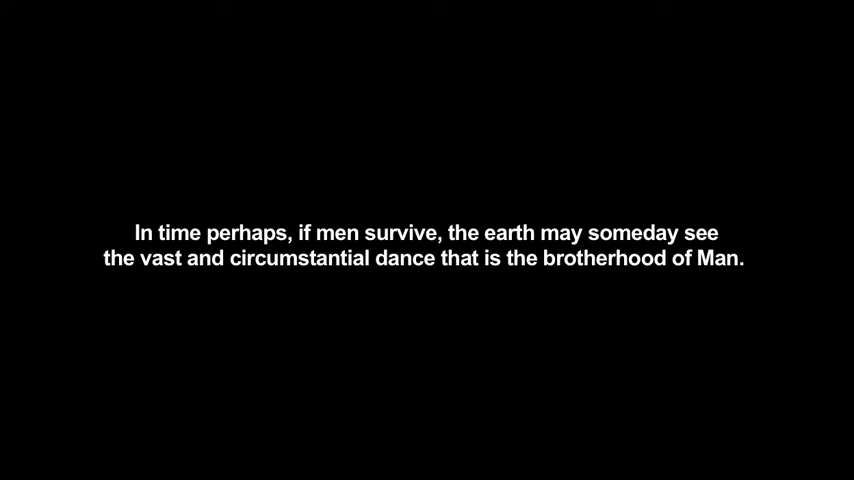 In time perhaps, if men survive, the earth may someday see
the vast and circumstantial dance that is the brotherhood of Man.